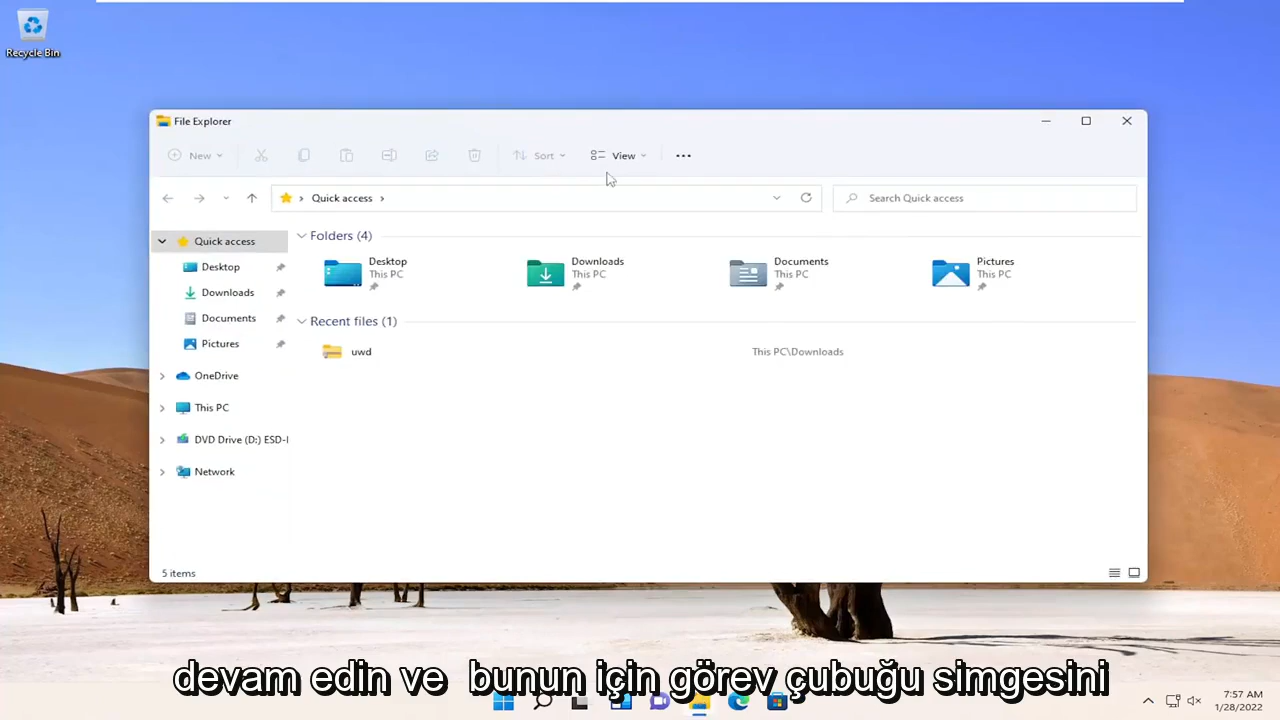 Recycle Bin
File Explorer
New
Sort
View
Quick access
Search Quick access
Quick access
Desktop
Downloads
Documents
Pictures
OneDrive
This PC
DVD Drive (D:) ESD-I
Network
Folders (4)
Desktop
This PC
Downloads
This PC
Documents
This PC
Pictures
This PC
Recent files (1)
uwd
This PC\Downloads
5 items
devam edin ve bunun için görev çubuğu simgesini
7:57 AM
1/28/2022